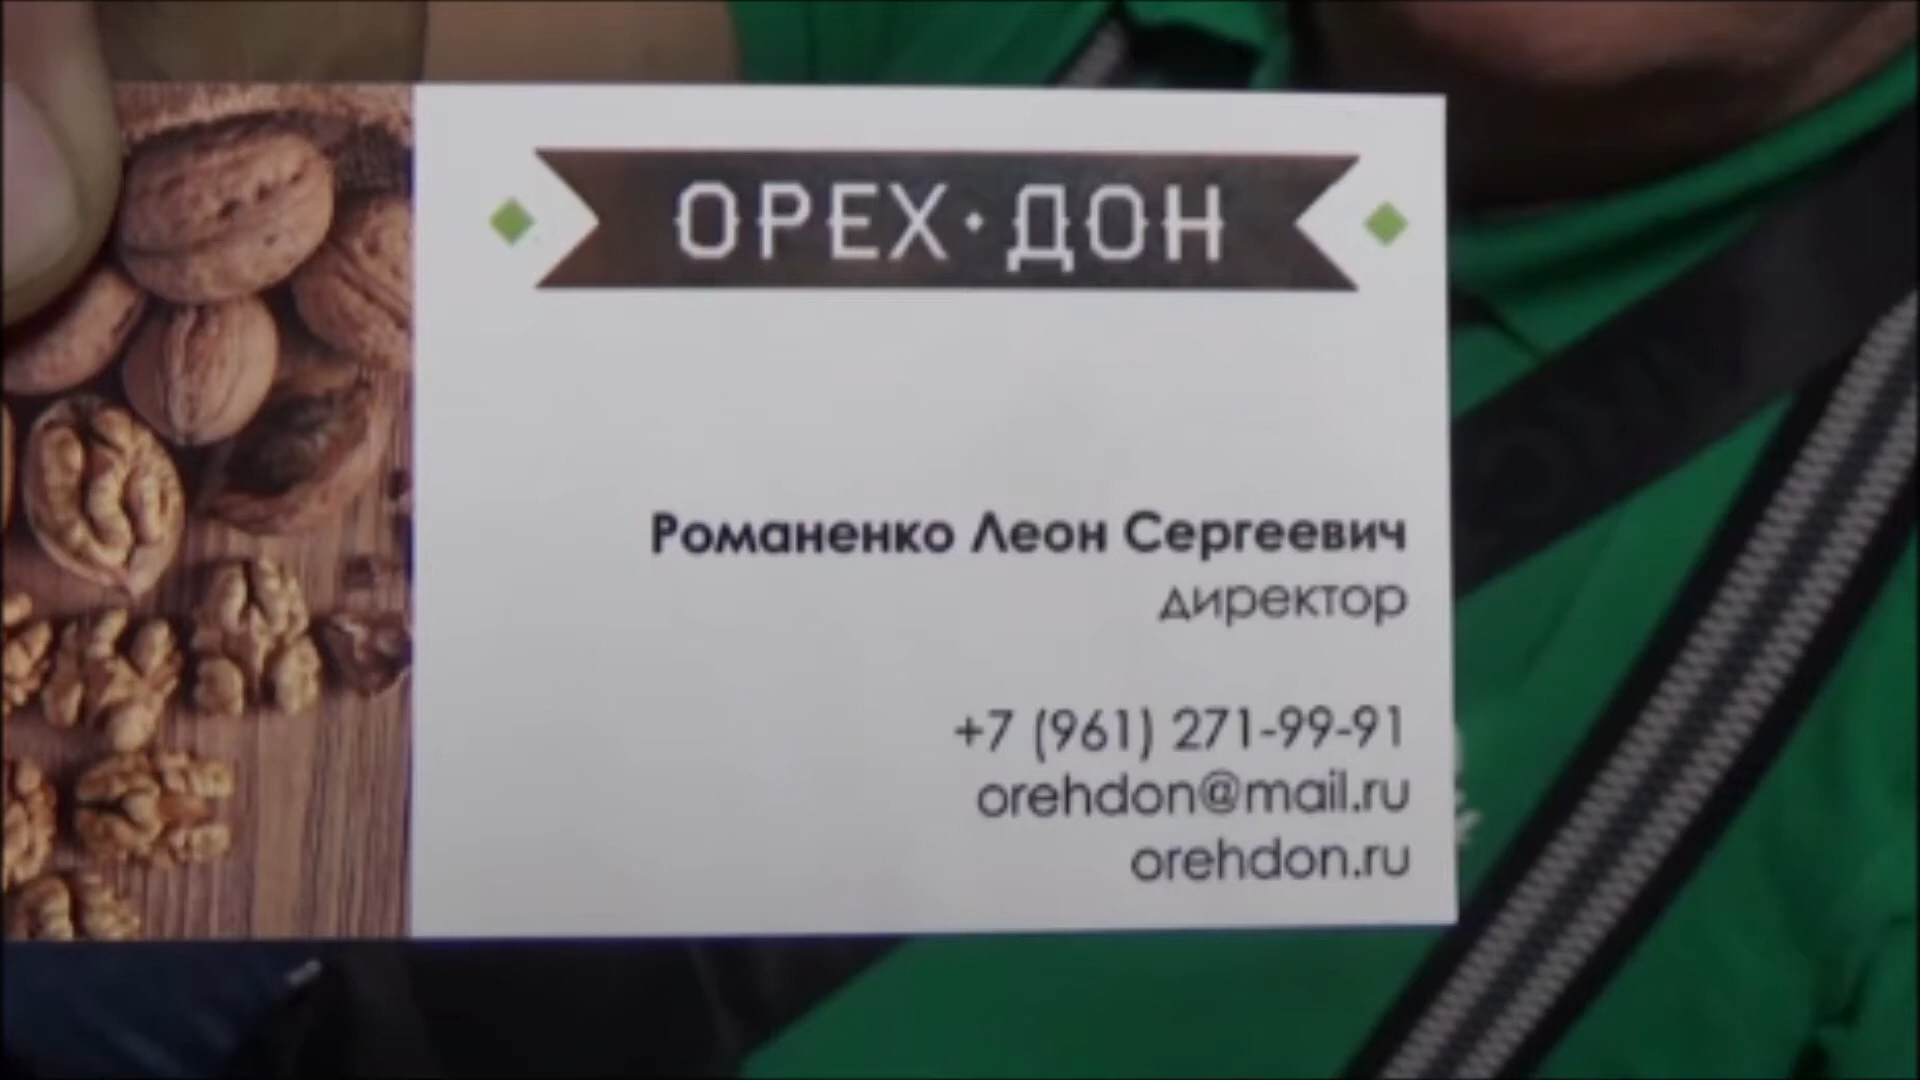 ОРЕХ·ДОН
Романенко Леон Сергеевич
директор
+7 (961) 271-99-91
orehdon@mail.ru
orehdon.ru